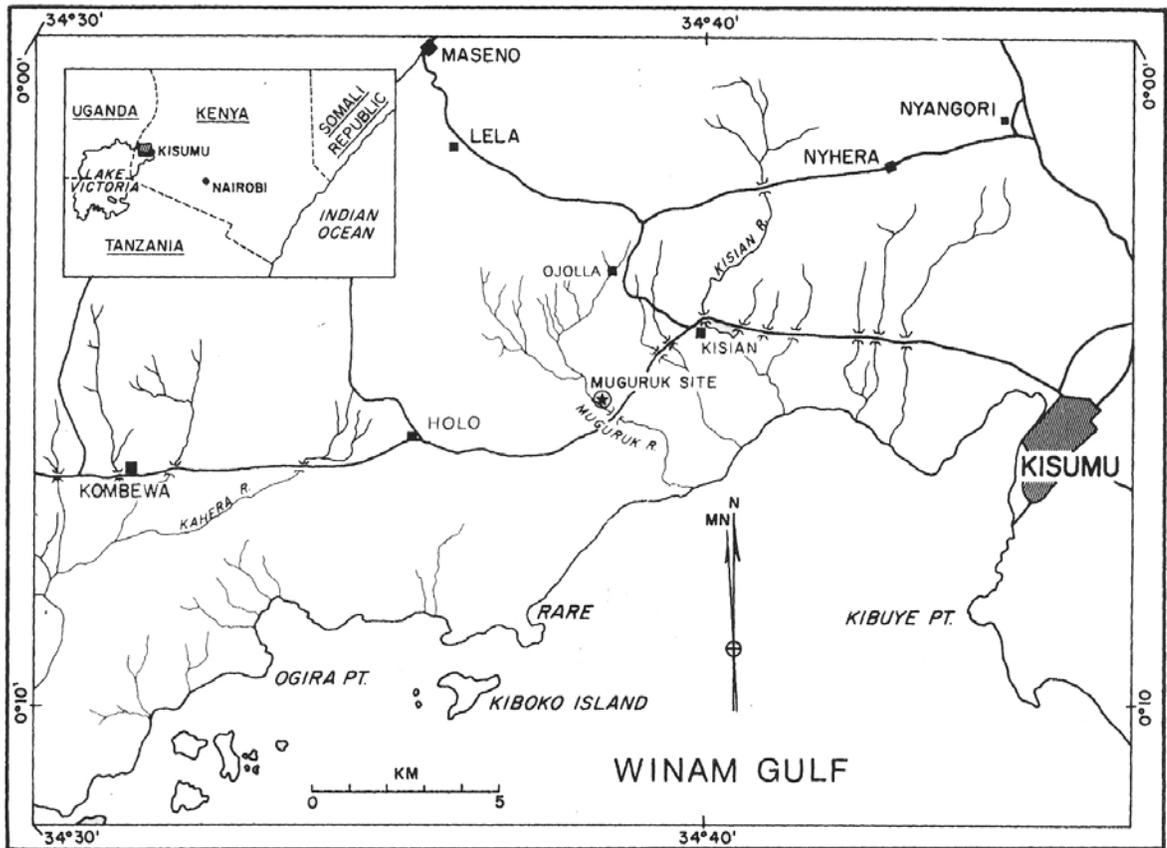 34°30'
34°40'
0°00'
0°00'
MASENO
UGANDA
KENYA
SOMALI
REPUBLIC
NYANGORI
LELA
KISUMU
NYHERA
LAKE
VICTORIA
NAIROBI
INDIAN
OCEAN
TANZANIA
KISIAN R.
OJOLLA
KISIAN
MUGURUK SITE
MUGURUK R.
HOLO
KISUMU
KOMBEWA
KAHERA R.
N
MN
RARE
KIBUYE PT.
OGIRA PT.
KIBOKO ISLAND
0°10'
0°10
WINAM GULF
KM
0
5
34°30'
34°40'